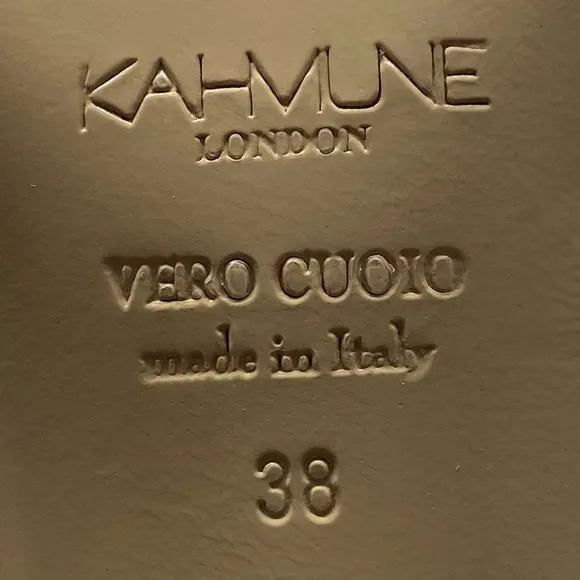 KAHMUNE
LONDON
VERO CUOIO
made in Italy
38